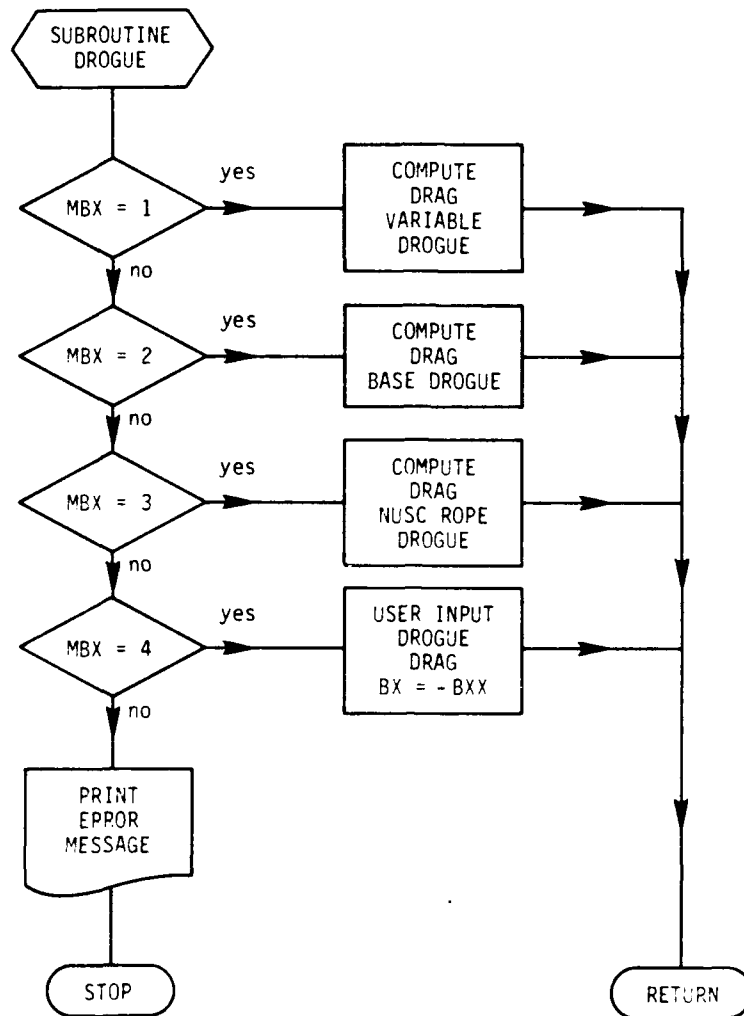 SUBROUTINE
DROGUE
MBX = 1
yes
COMPUTE
DRAG
VARIABLE
DROGUE
no
MBX = 2
yes
COMPUTE
DRAG
BASE DROGUE
no
MBX = 3
yes
COMPUTE
DRAG
NUSC ROPE
DROGUE
no
MBX = 4
yes
USER INPUT
DROGUE
DRAG
BX = -BXX
no
PRINT
EPROR
MESSAGE
STOP
RETURN